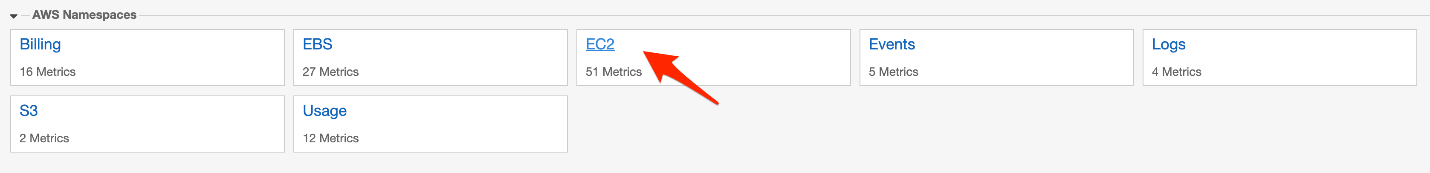 AWS Namespaces
Billing
16 Metrics
EBS
27 Metrics
EC2
51 Metrics
Events
5 Metrics
Logs
4 Metrics
S3
2 Metrics
Usage
12 Metrics